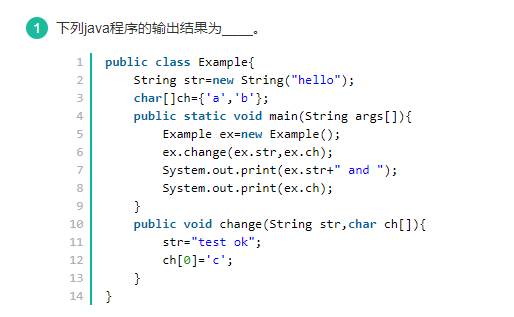 1 下列java程序的输出结果为____。
1 public class Example{
2     String str=new String("hello");
3     char[]ch={'a','b'};
4     public static void main(String args[]){
5         Example ex=new Example();
6         ex.change(ex.str,ex.ch);
7         System.out.print(ex.str+" and ");
8         System.out.print(ex.ch);
9     }
10     public void change(String str,char ch[]){
11         str="test ok";
12         ch[0]='c';
13     }
14 }